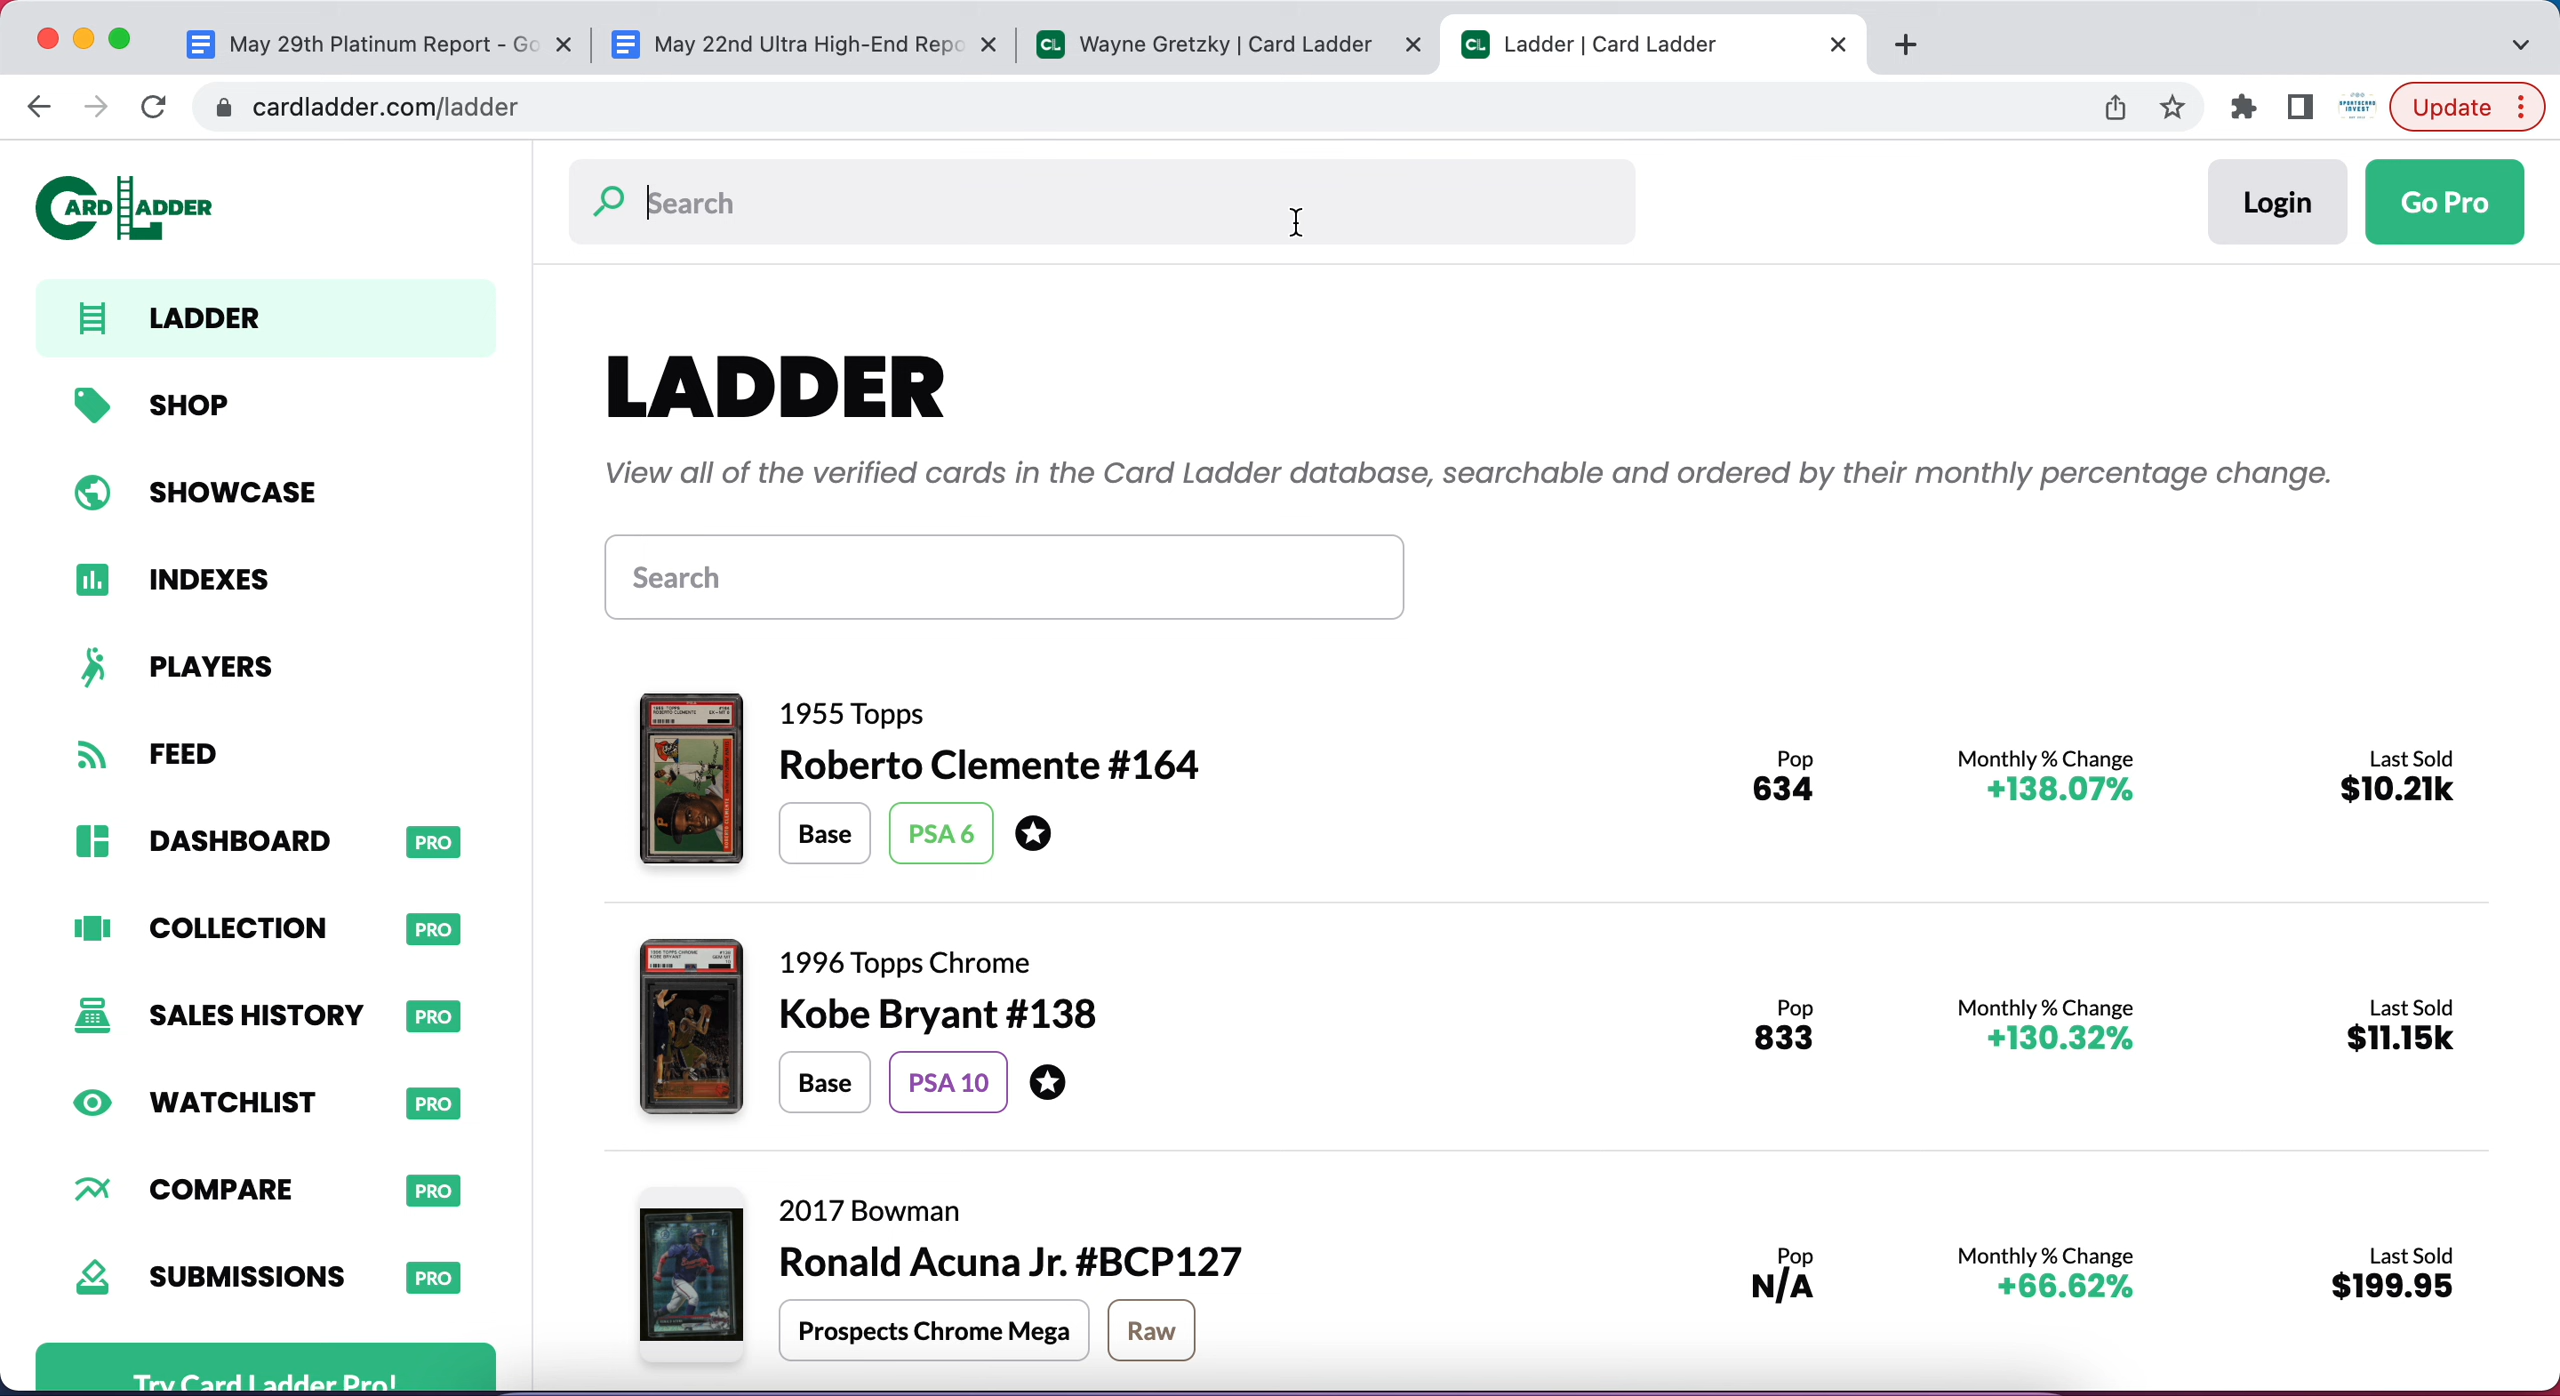 May 29th Platinum Report - Go
May 22nd Ultra High-End Repo
Wayne Gretzky | Card Ladder
Ladder | Card Ladder
cardladder.com/ladder
Update
CARD LADDER
Search
Login
Go Pro
LADDER
SHOP
SHOWCASE
INDEXES
PLAYERS
FEED
DASHBOARD PRO
COLLECTION PRO
SALES HISTORY PRO
WATCHLIST PRO
COMPARE PRO
SUBMISSIONS PRO
Try Card Ladder Pro!
LADDER
View all of the verified cards in the Card Ladder database, searchable and ordered by their monthly percentage change.
Search
1955 Topps
Roberto Clemente #164
Base PSA 6
Pop
634
Monthly % Change
+138.07%
Last Sold
$10.21k
1996 Topps Chrome
Kobe Bryant #138
Base PSA 10
Pop
833
Monthly % Change
+130.32%
Last Sold
$11.15k
2017 Bowman
Ronald Acuna Jr. #BCP127
Prospects Chrome Mega Raw
Pop
N/A
Monthly % Change
+66.62%
Last Sold
$199.95